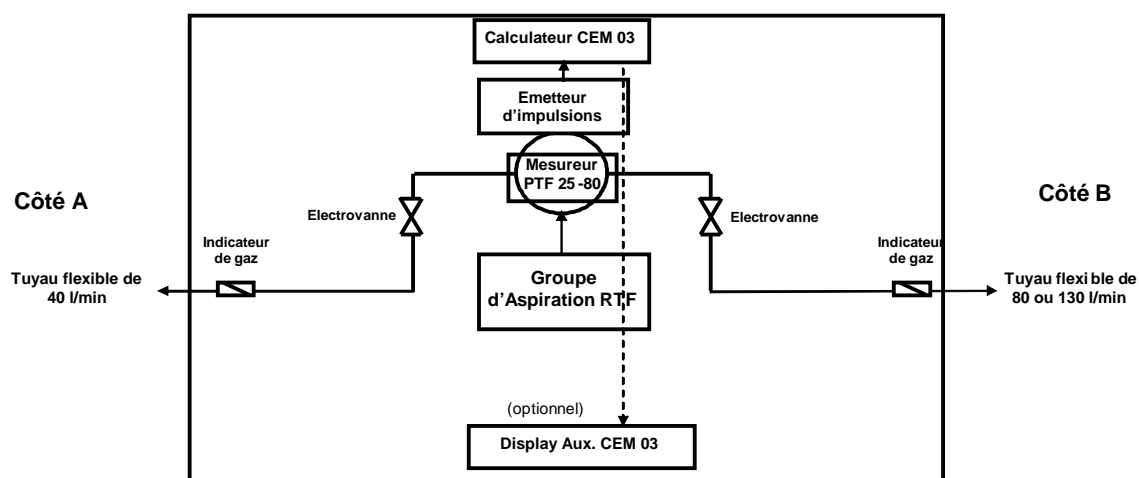 Calculateur CEM 03
Emetteur
d'impulsions
Mesureur
PTF 25-80
Côté A
Côté B
Electrovanne
Electrovanne
Indicateur
de gaz
Indicateur
de gaz
Tuyau flexible de
40 l/min
Groupe
d'Aspiration RTF
Tuyau flexible de
80 ou 130 l/min
(optionnel)
Display Aux. CEM 03